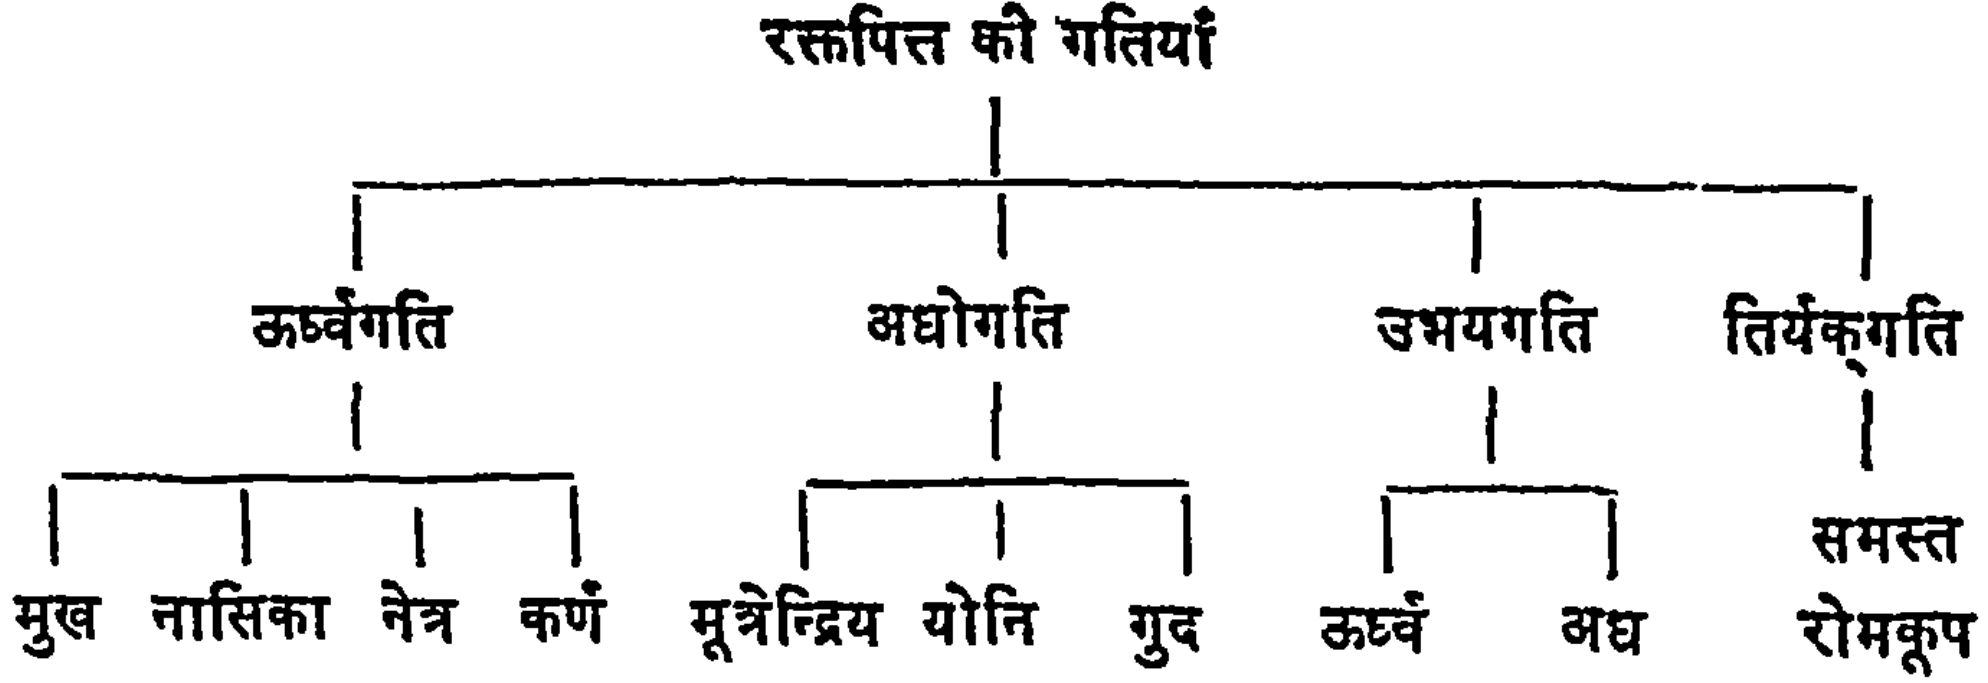 रक्तपित्त की गतियाँ
ऊर्ध्वगति अधोगति उभयगति तिर्यक्‌गति
समस्त
मुख नासिका नेत्र कर्ण मूत्रेन्द्रिय योनि गुद ऊर्ध्व अध रोमकूप